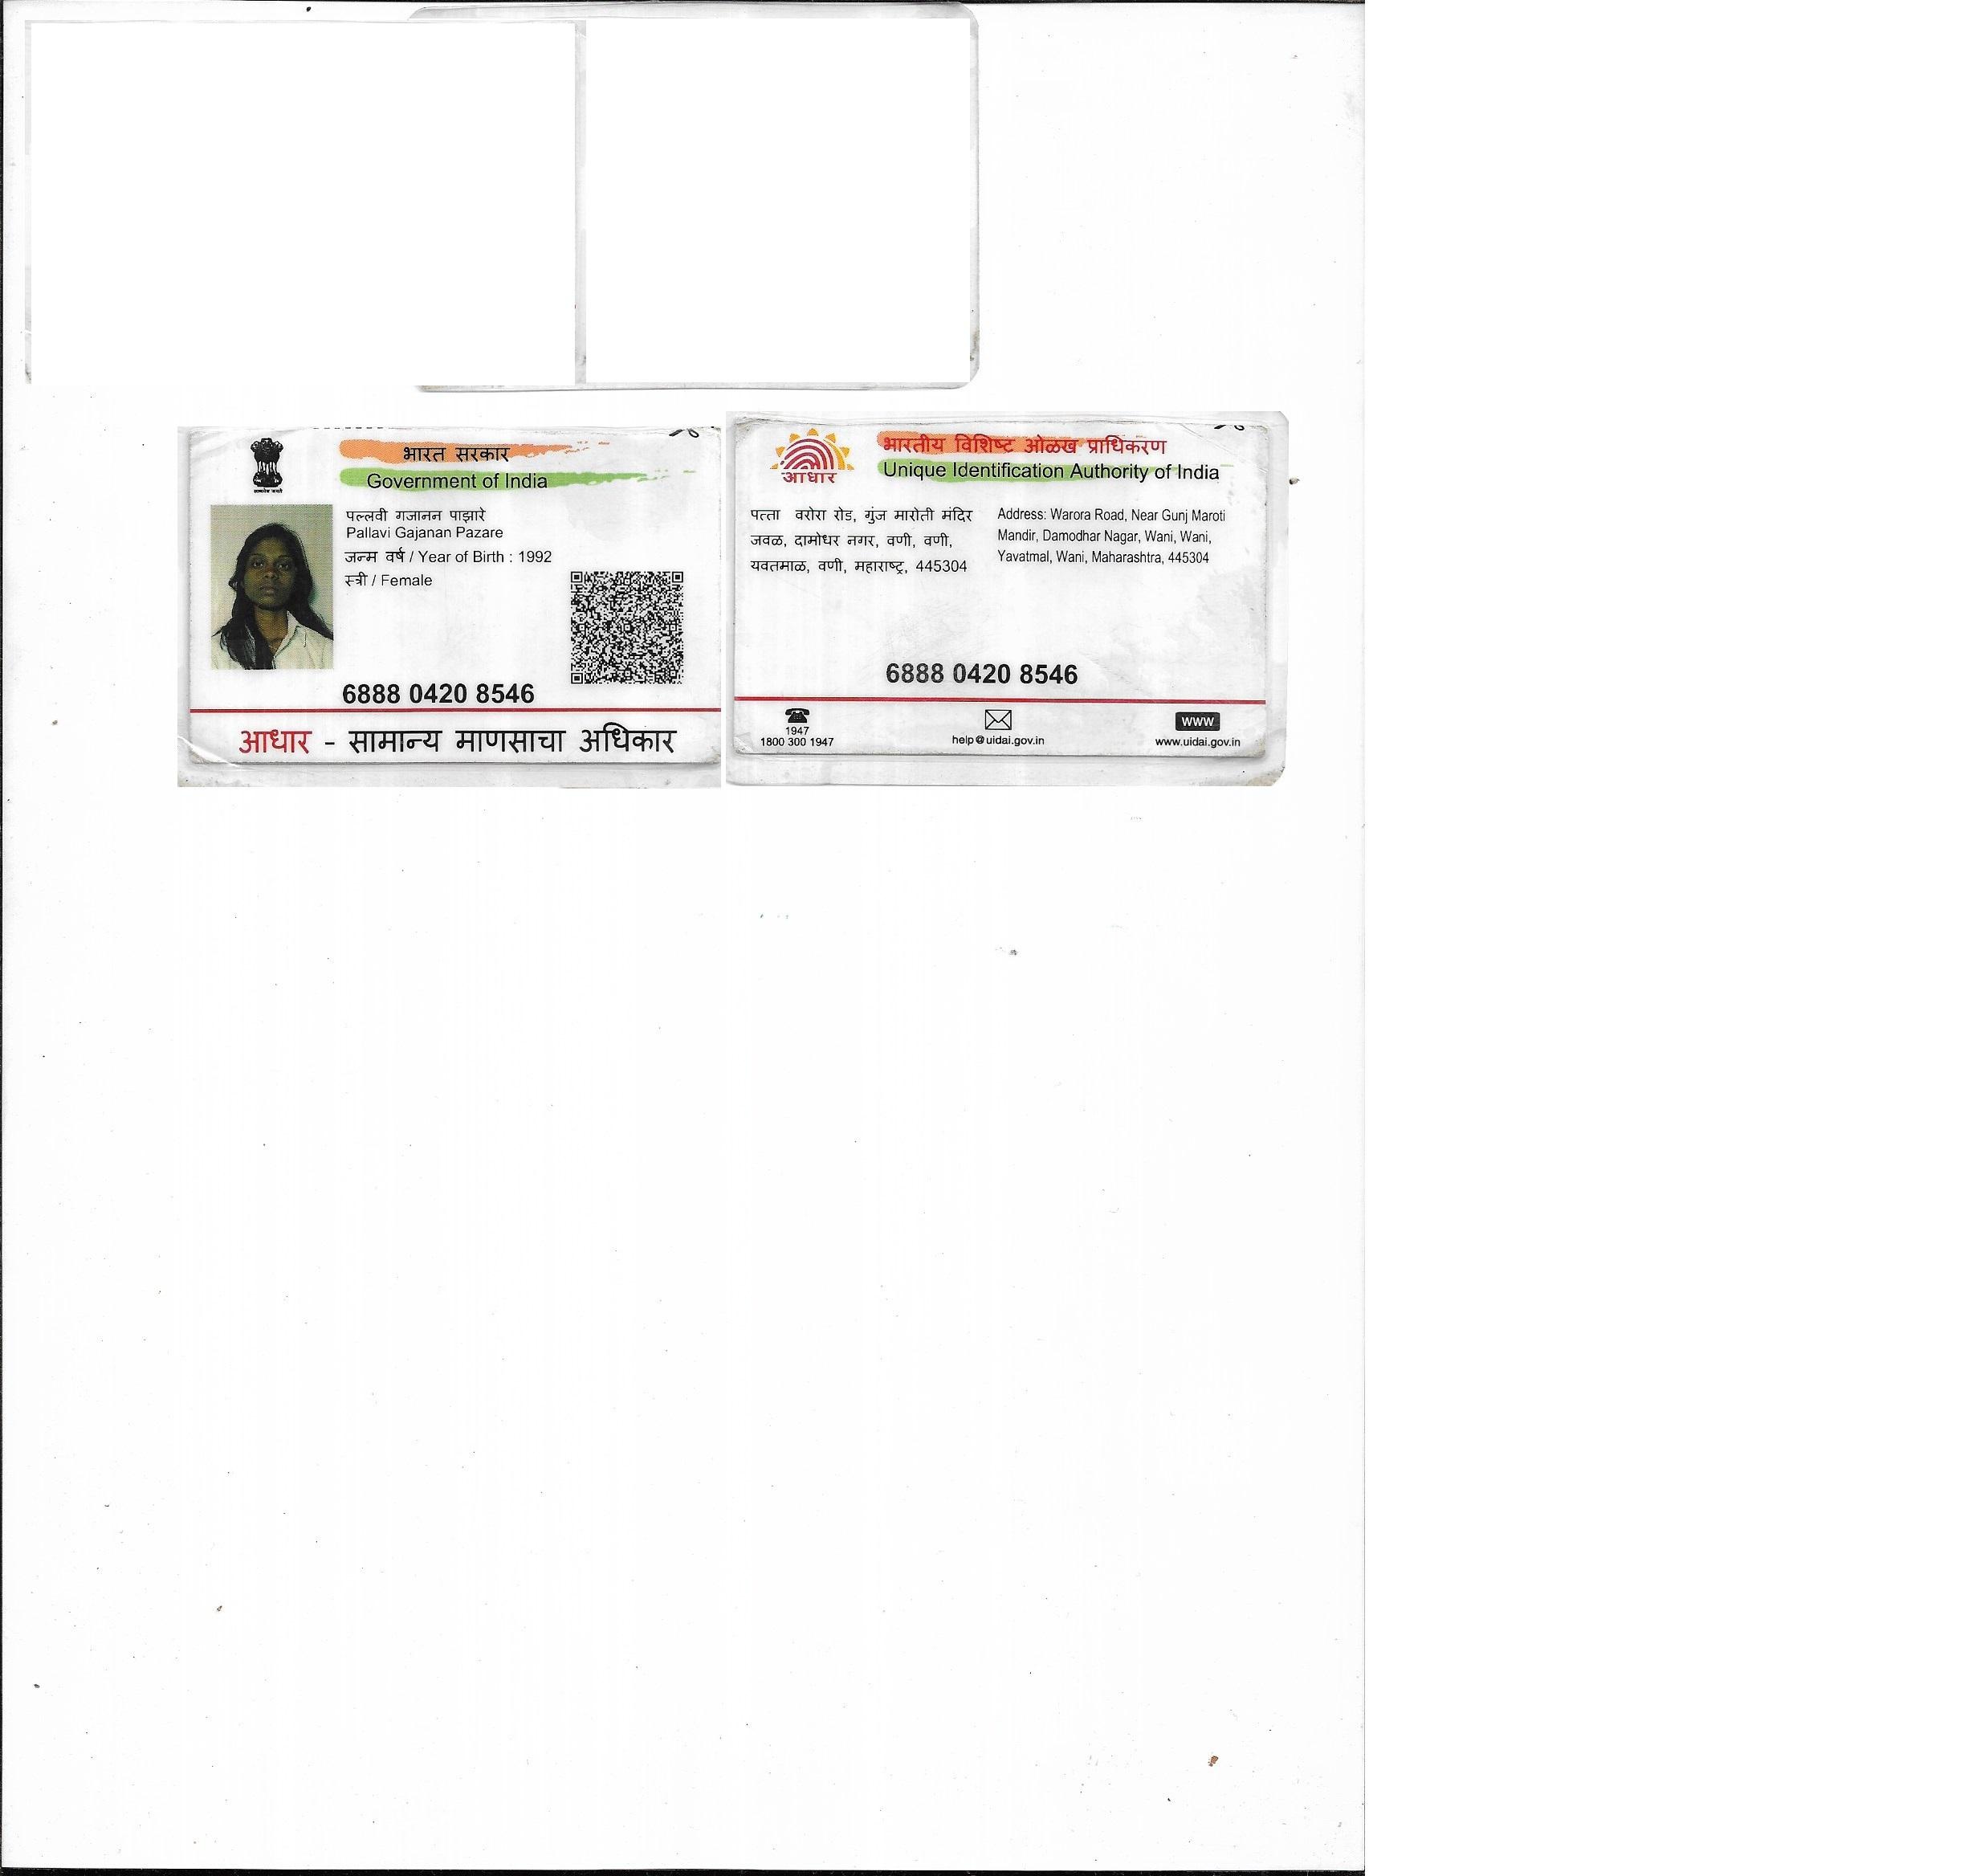 भारत सरकार
Government of India
पल्लवी गजानन पाझारे
Pallavi Gajanan Pazare
जन्म वर्ष / Year of Birth : 1992
स्त्री / Female
6888 0420 8546
आधार – सामान्य माणसाचा अधिकार
भारतीय विशिष्ट ओळख प्राधिकरण
Unique Identification Authority of India
आधार
पत्ता वरोरा रोड, गुंज मारोती मंदिर
जवळ, दामोधर नगर, वणी, वणी,
यवतमाळ, वणी, महाराष्ट्र, 445304
Address: Warora Road, Near Gunj Maroti
Mandir, Damodhar Nagar, Wani, Wani,
Yavatmal, Wani, Maharashtra, 445304
6888 0420 8546
1947
1800 300 1947
help@uidai.gov.in
www
www.uidai.gov.in